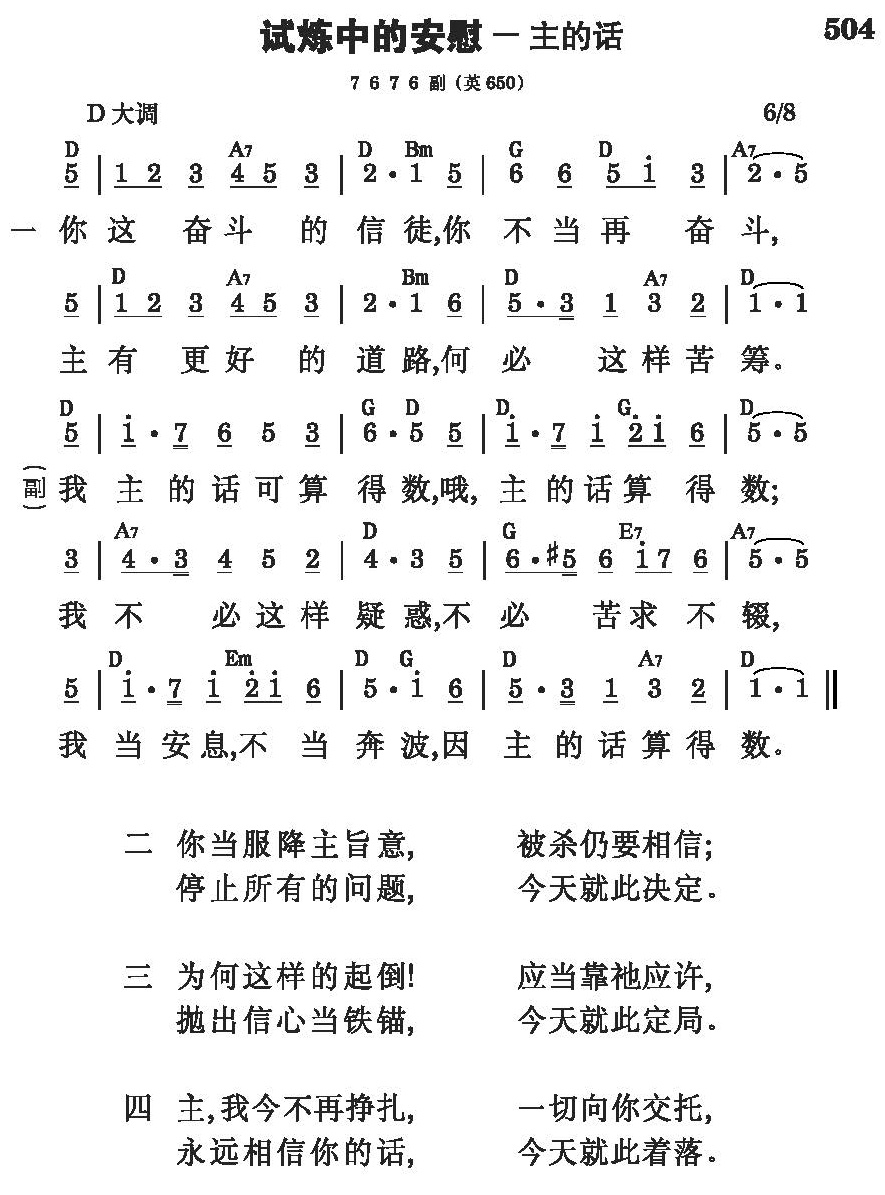 试炼中的安慰－主的话 504
7 6 7 6 副（英650）
D 大调 6/8
D A7 D Bm G D A7
5 | 1 2 3 4 5 3 | 2 · 1 5 | 6 6 5 i 3 | 2 · 5
一 你 这 奋 斗 的 信 徒,你 不 当 再 奋 斗,
D A7 Bm D A7 D
5 | 1 2 3 4 5 3 | 2 · 1 6 | 5 · 3 1 3 2 | 1 · 1
主 有 更 好 的 道 路,何 必 这 样 苦 筹。
D G D D G D
5 | i · 7 6 5 3 | 6 · 5 5 | i · 7 i 2̇ i 6 | 5 · 5
(副) 我 主 的 话 可 算 得 数,哦, 主 的 话 算 得 数;
A7 D G E7 A7
3 | 4 · 3 4 5 2 | 4 · 3 5 | 6 · #5 6 i 7 6 | 5 · 5
我 不 必 这 样 疑 惑,不 必 苦 求 不 辍,
D Em D G D A7 D
5 | i · 7 i 2̇ i 6 | 5 · i 6 | 5 · 3 1 3 2 | 1 · 1 ‖
我 当 安 息,不 当 奔 波,因 主 的 话 算 得 数。
二 你当服降主旨意, 被杀仍要相信;
停止所有的问题, 今天就此决定。
三 为何这样的起倒! 应当靠祂应许,
抛出信心当铁锚, 今天就此定局。
四 主,我今不再挣扎, 一切向你交托,
永远相信你的话, 今天就此着落。